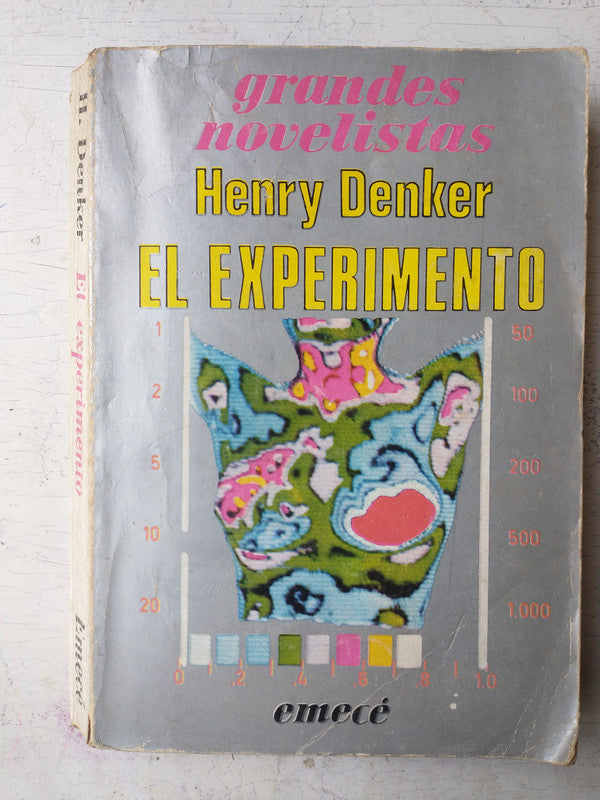 grandes
novelistas
Henry Denker
EL EXPERIMENTO
1
2
5
10
20
50
100
200
500
1.000
0 .2 .4 .6 .8 1.0
emecé
H. Denker El experimento Emecé